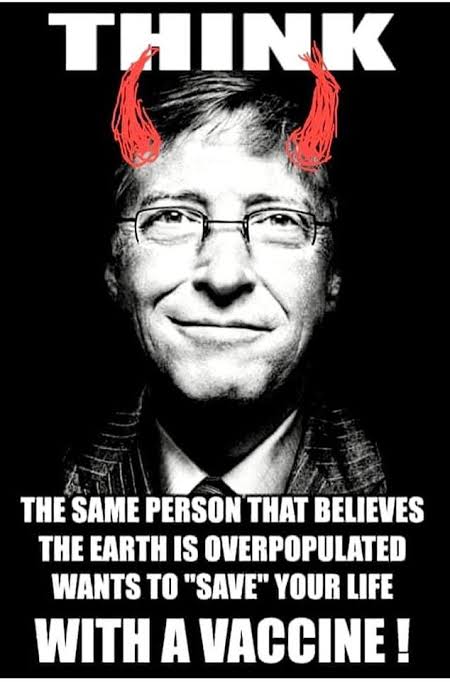 THINK
THE SAME PERSON THAT BELIEVES
THE EARTH IS OVERPOPULATED
WANTS TO "SAVE" YOUR LIFE
WITH A VACCINE !